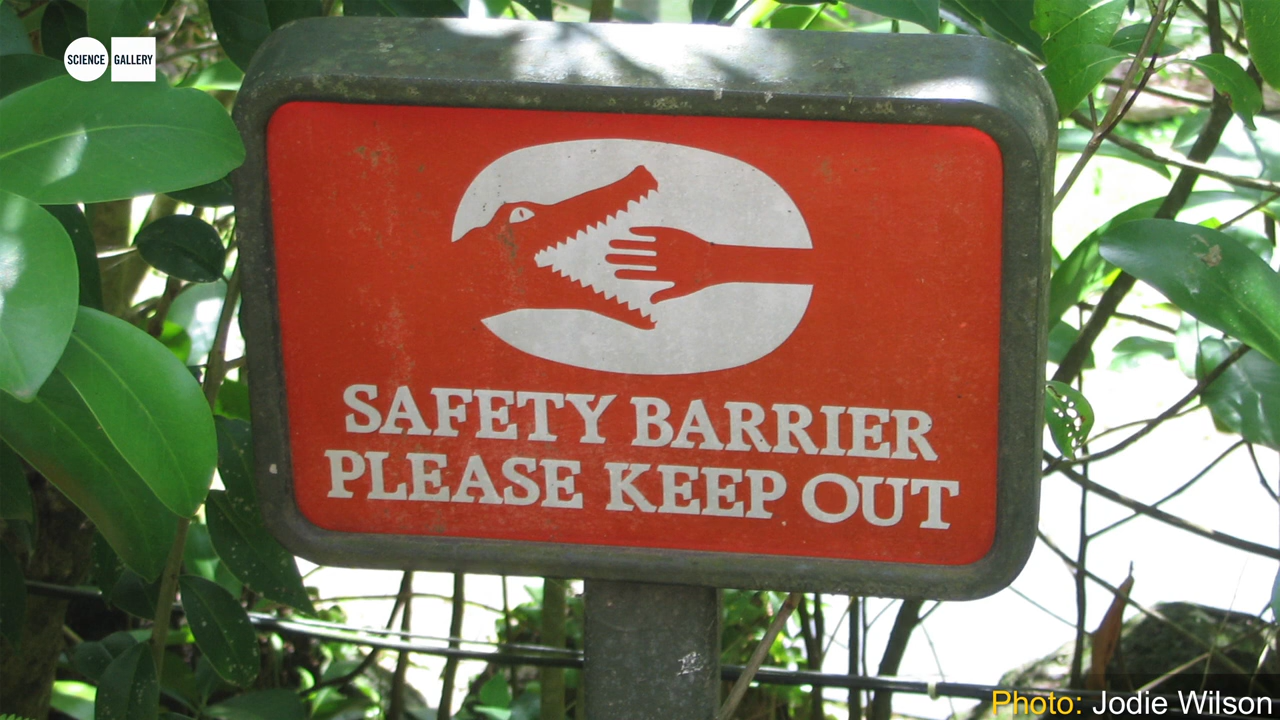 SCIENCE GALLERY
SAFETY BARRIER
PLEASE KEEP OUT
Photo: Jodie Wilson